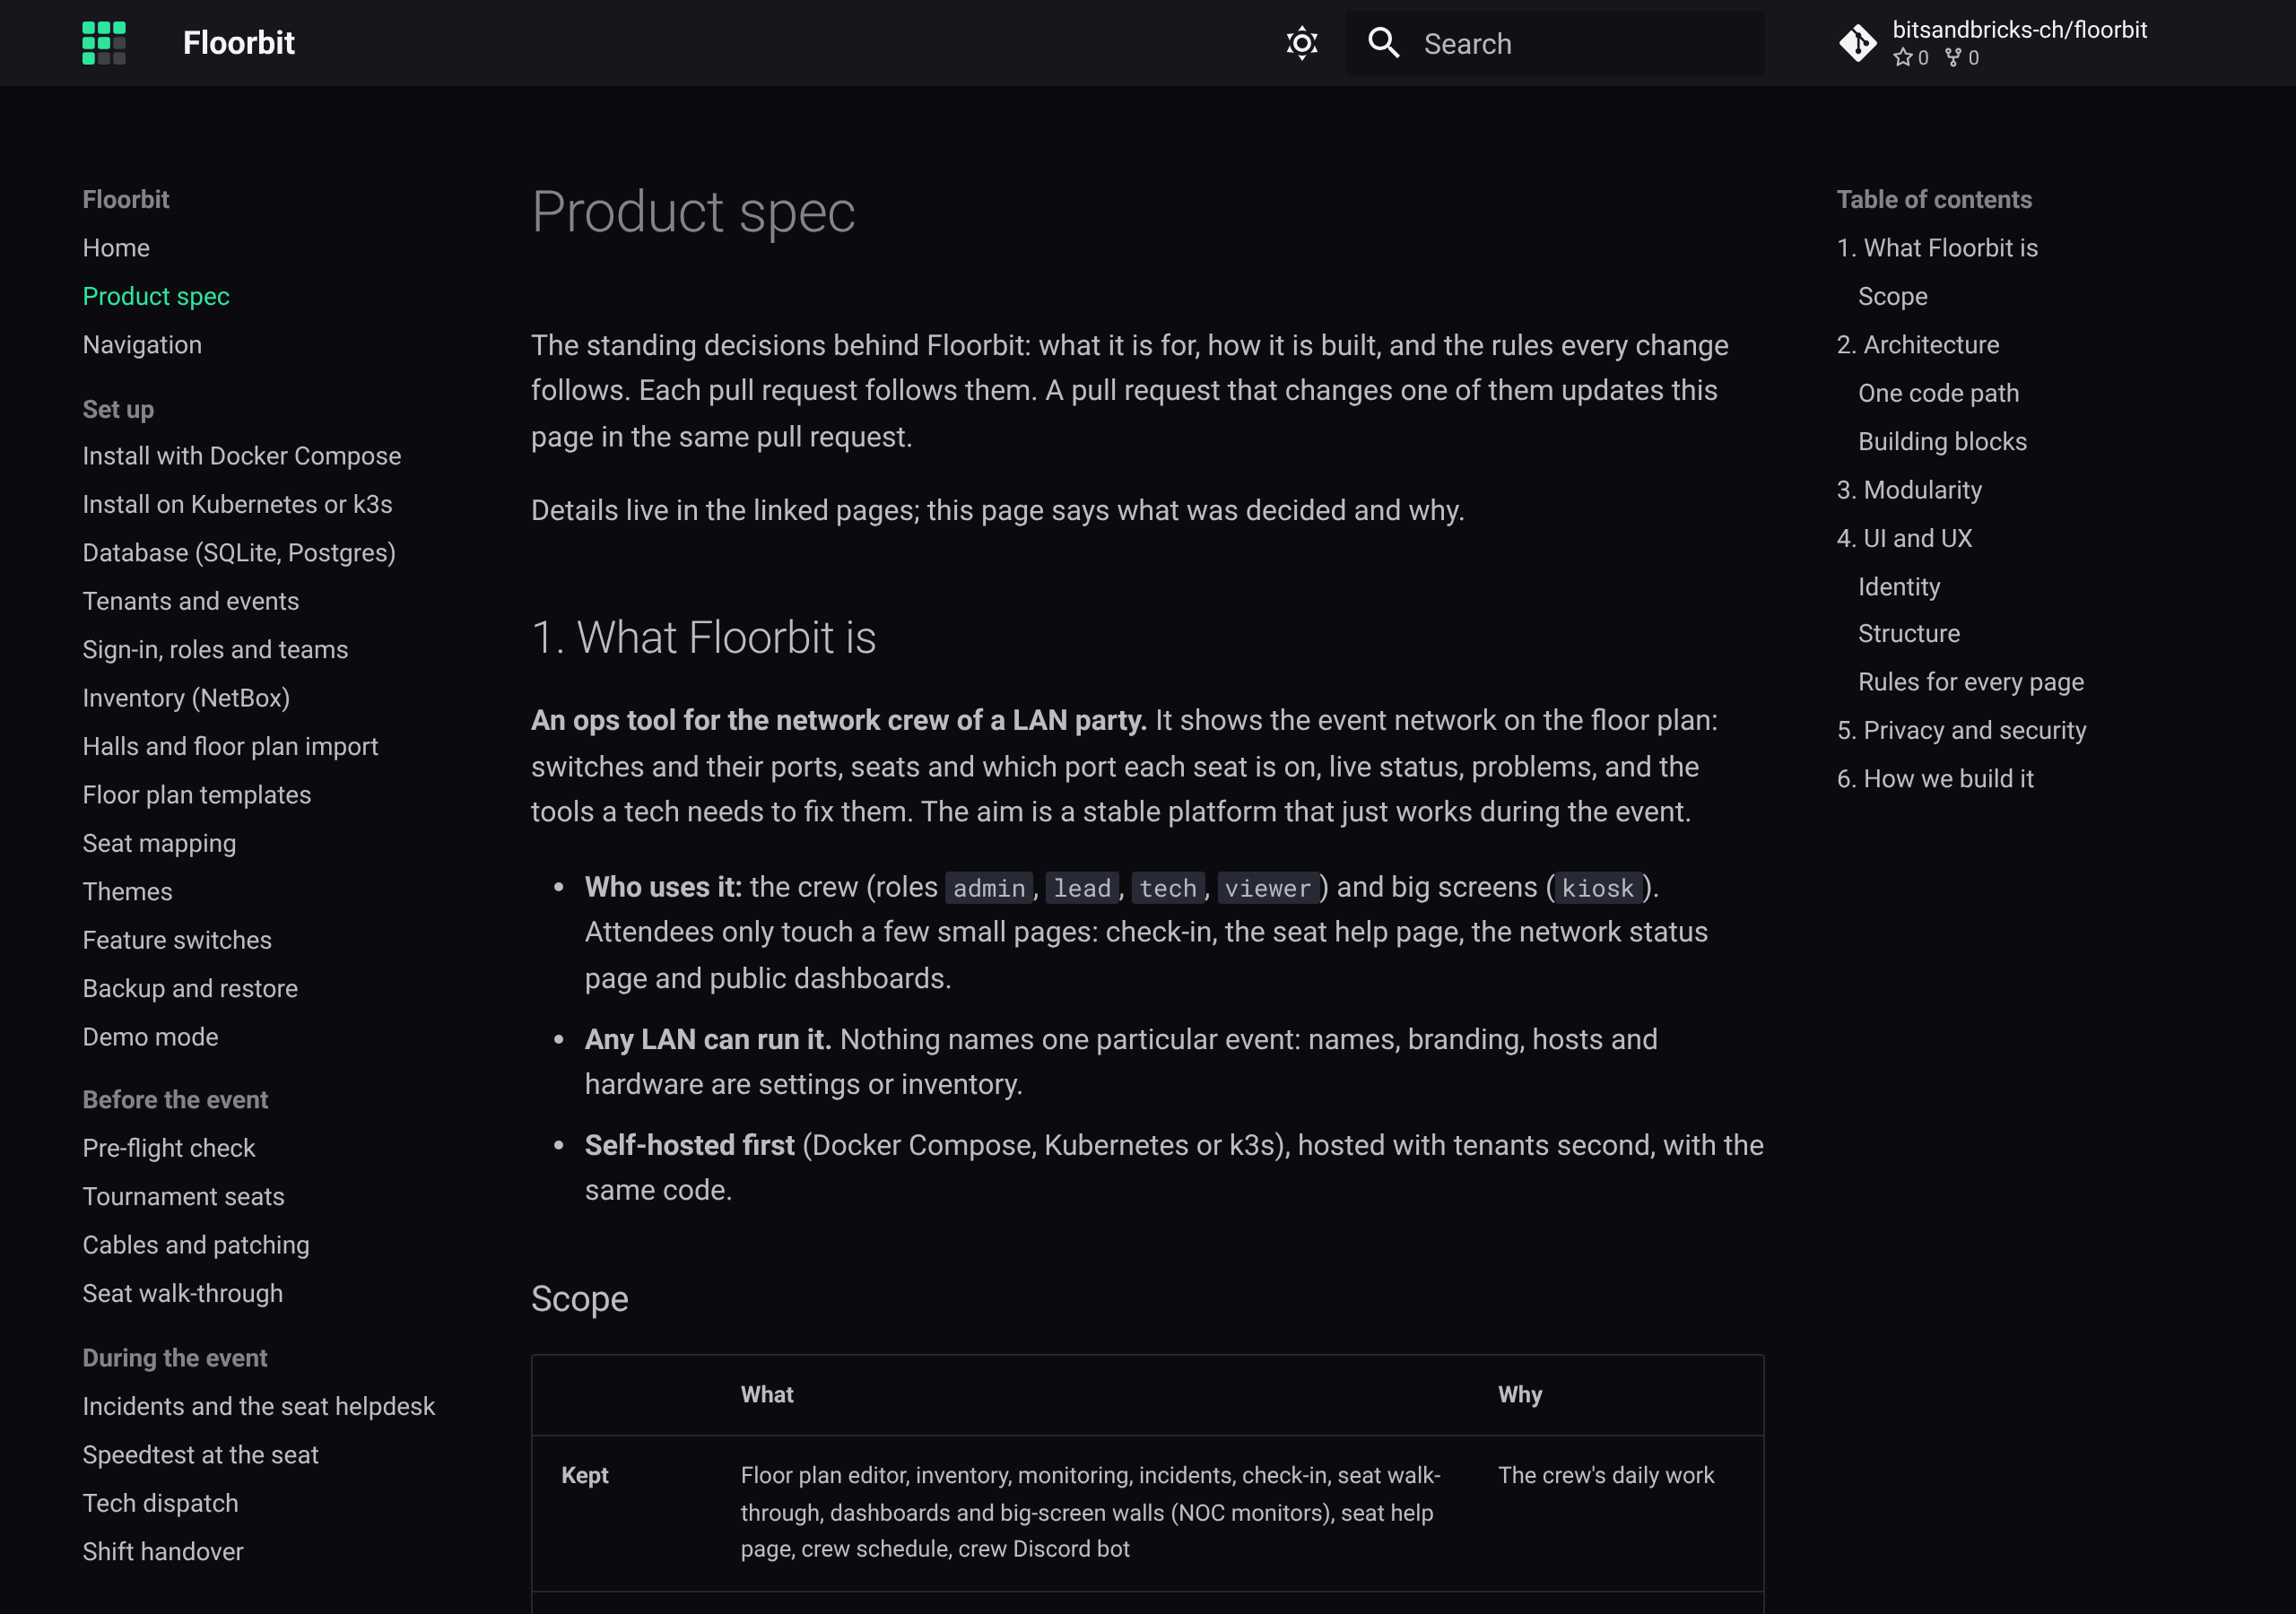 Floorbit
Search
bitsandbricks-ch/floorbit
0 0
Floorbit
Home
Product spec
Navigation
Set up
Install with Docker Compose
Install on Kubernetes or k3s
Database (SQLite, Postgres)
Tenants and events
Sign-in, roles and teams
Inventory (NetBox)
Halls and floor plan import
Floor plan templates
Seat mapping
Themes
Feature switches
Backup and restore
Demo mode
Before the event
Pre-flight check
Tournament seats
Cables and patching
Seat walk-through
During the event
Incidents and the seat helpdesk
Speedtest at the seat
Tech dispatch
Shift handover
Product spec
The standing decisions behind Floorbit: what it is for, how it is built, and the rules every change
follows. Each pull request follows them. A pull request that changes one of them updates this
page in the same pull request.
Details live in the linked pages; this page says what was decided and why.
1. What Floorbit is
An ops tool for the network crew of a LAN party. It shows the event network on the floor plan:
switches and their ports, seats and which port each seat is on, live status, problems, and the
tools a tech needs to fix them. The aim is a stable platform that just works during the event.
• Who uses it: the crew (roles admin, lead, tech, viewer) and big screens (kiosk).
Attendees only touch a few small pages: check-in, the seat help page, the network status
page and public dashboards.
• Any LAN can run it. Nothing names one particular event: names, branding, hosts and
hardware are settings or inventory.
• Self-hosted first (Docker Compose, Kubernetes or k3s), hosted with tenants second, with the
same code.
Scope
What Why
Kept Floor plan editor, inventory, monitoring, incidents, check-in, seat walk- The crew's daily work
through, dashboards and big-screen walls (NOC monitors), seat help
page, crew schedule, crew Discord bot
Table of contents
1. What Floorbit is
Scope
2. Architecture
One code path
Building blocks
3. Modularity
4. UI and UX
Identity
Structure
Rules for every page
5. Privacy and security
6. How we build it